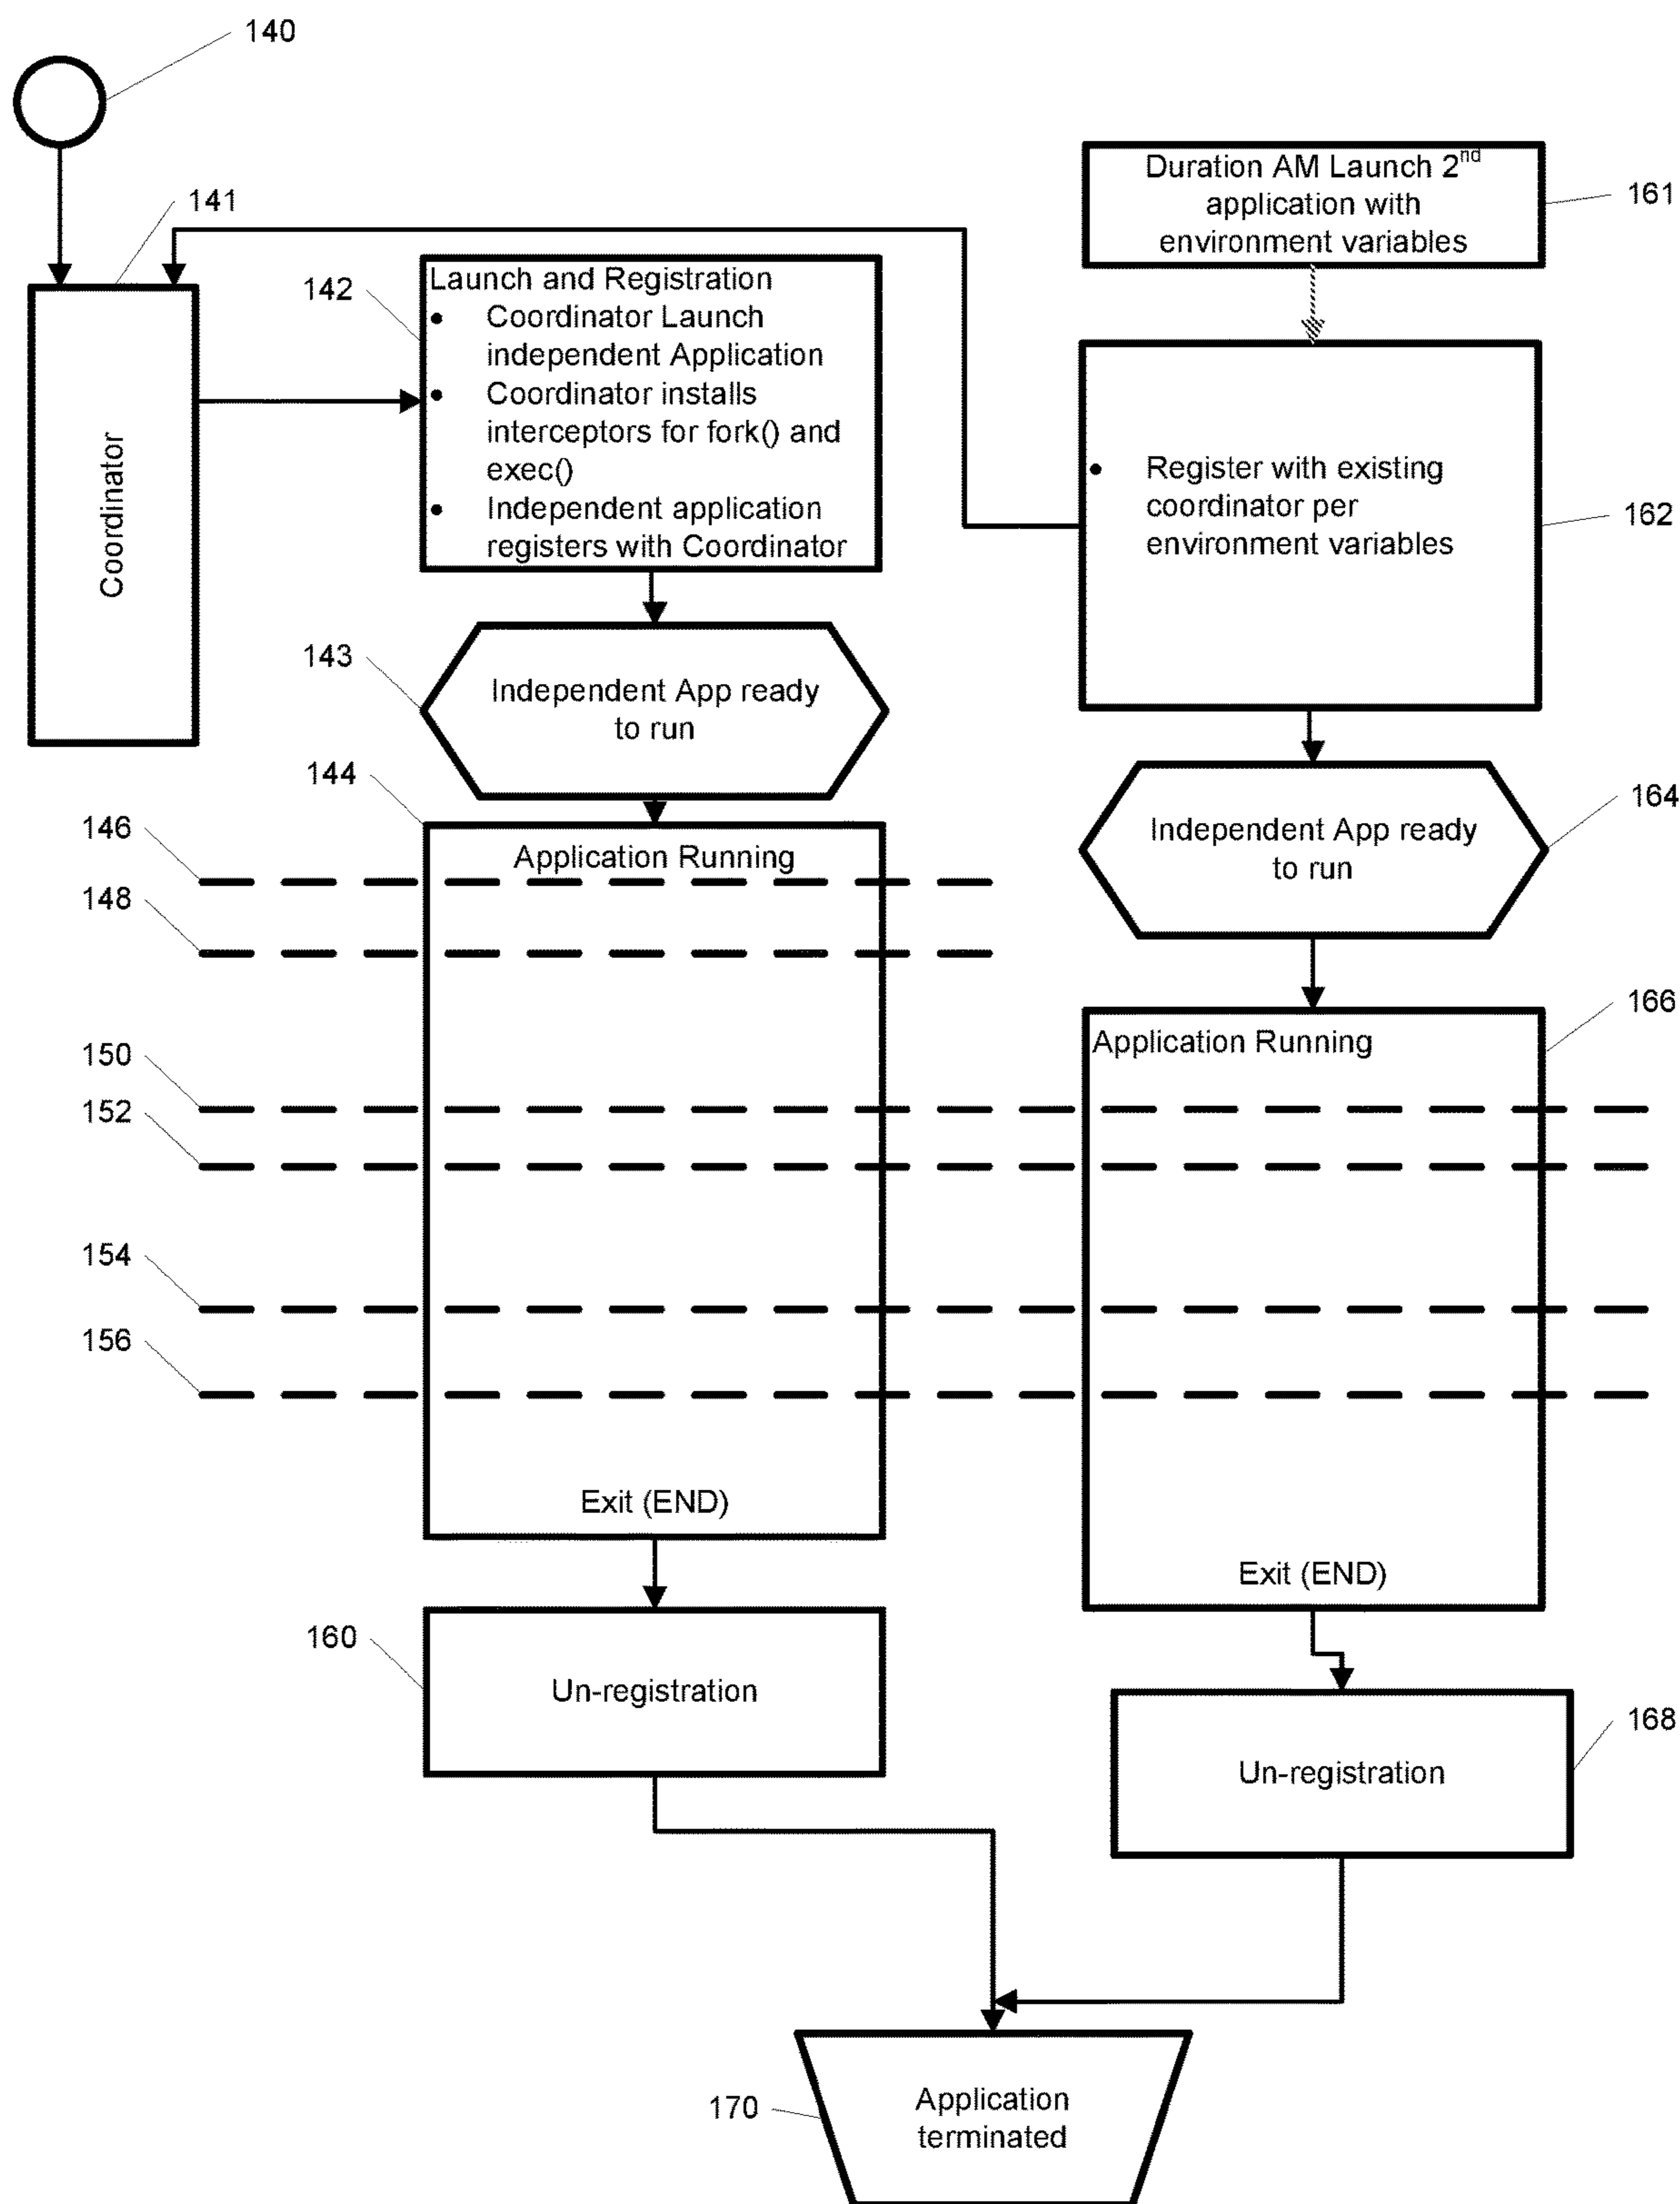 140
141
Coordinator
142
Launch and Registration
• Coordinator Launch
independent Application
• Coordinator installs
interceptors for fork() and
exec()
• Independent application
registers with Coordinator
143
Independent App ready
to run
144
Application Running
146
148
150
152
154
156
Exit (END)
160
Un-registration
Duration AM Launch 2nd
application with
environment variables
161
• Register with existing
coordinator per
environment variables
162
Independent App ready
to run
164
Application Running
166
Exit (END)
Un-registration
168
170
Application
terminated